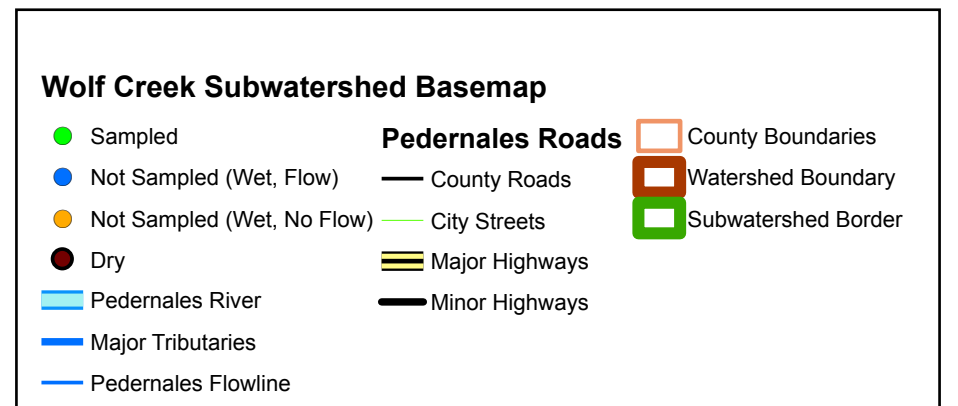 Wolf Creek Subwatershed Basemap
Sampled
Not Sampled (Wet, Flow)
Not Sampled (Wet, No Flow)
Dry
Pedernales River
Major Tributaries
Pedernales Flowline
Pedernales Roads
County Roads
City Streets
Major Highways
Minor Highways
County Boundaries
Watershed Boundary
Subwatershed Border